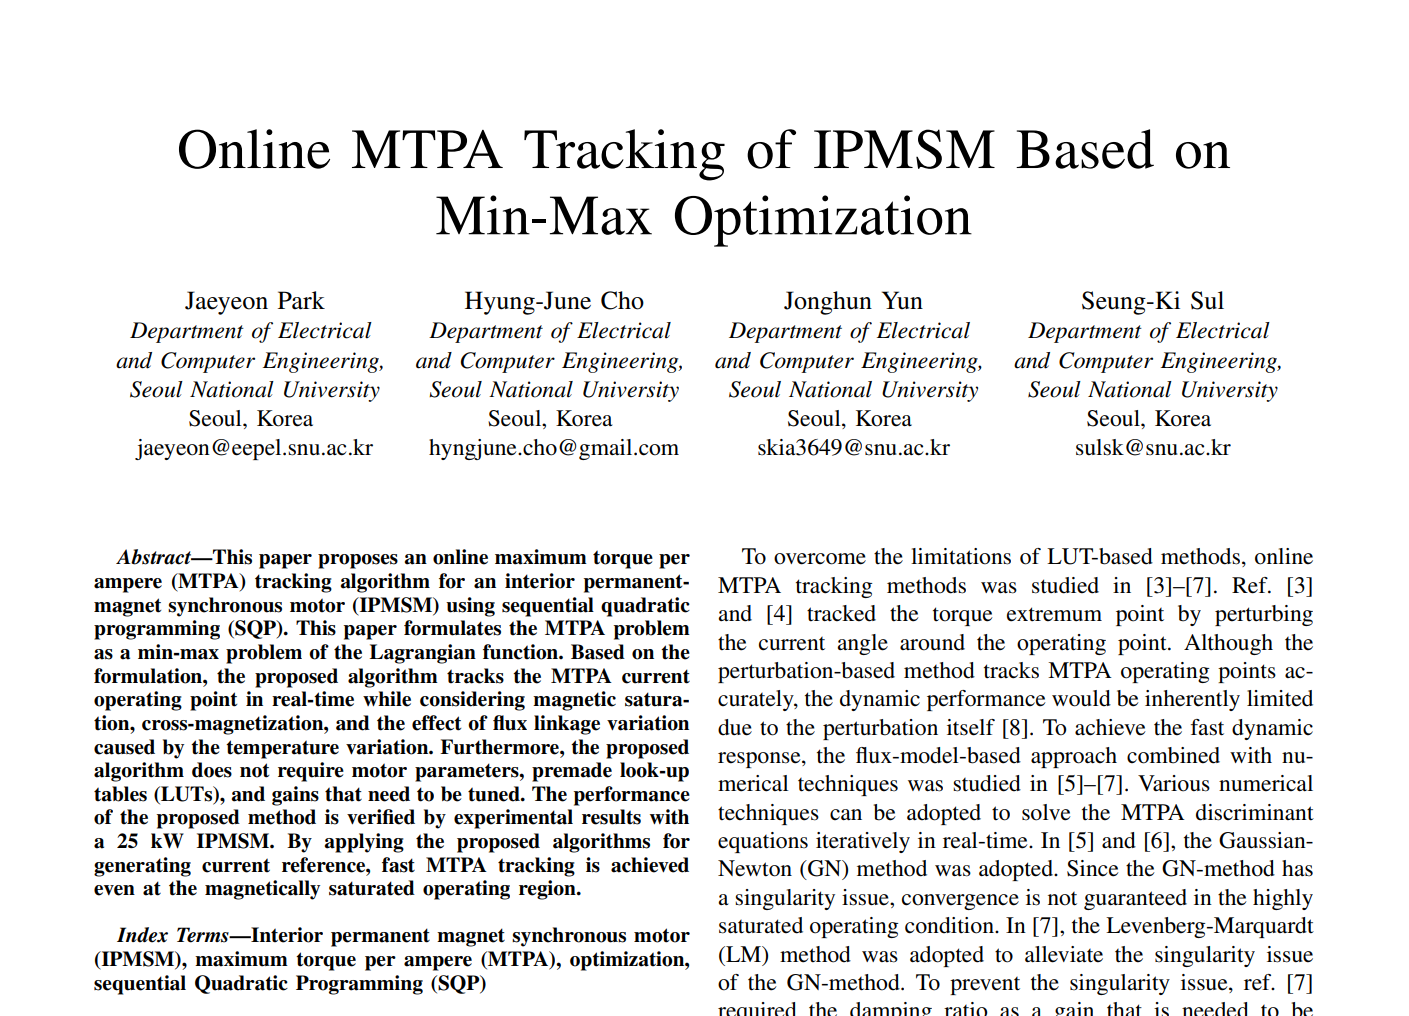 Online MTPA Tracking of IPMSM Based on
Min-Max Optimization
Jaeyeon Park
Department of Electrical
and Computer Engineering,
Seoul National University
Seoul, Korea
jaeyeon@eepel.snu.ac.kr
Hyung-June Cho
Department of Electrical
and Computer Engineering,
Seoul National University
Seoul, Korea
hyngjune.cho@gmail.com
Jonghun Yun
Department of Electrical
and Computer Engineering,
Seoul National University
Seoul, Korea
skia3649@snu.ac.kr
Seung-Ki Sul
Department of Electrical
and Computer Engineering,
Seoul National University
Seoul, Korea
sulsk@snu.ac.kr
Abstract—This paper proposes an online maximum torque per
ampere (MTPA) tracking algorithm for an interior permanent-
magnet synchronous motor (IPMSM) using sequential quadratic
programming (SQP). This paper formulates the MTPA problem
as a min-max problem of the Lagrangian function. Based on the
formulation, the proposed algorithm tracks the MTPA current
operating point in real-time while considering magnetic satura-
tion, cross-magnetization, and the effect of flux linkage variation
caused by the temperature variation. Furthermore, the proposed
algorithm does not require motor parameters, premade look-up
tables (LUTs), and gains that need to be tuned. The performance
of the proposed method is verified by experimental results with
a 25 kW IPMSM. By applying the proposed algorithms for
generating current reference, fast MTPA tracking is achieved
even at the magnetically saturated operating region.
Index Terms—Interior permanent magnet synchronous motor
(IPMSM), maximum torque per ampere (MTPA), optimization,
sequential Quadratic Programming (SQP)
To overcome the limitations of LUT-based methods, online
MTPA tracking methods was studied in [3]–[7]. Ref. [3]
and [4] tracked the torque extremum point by perturbing
the current angle around the operating point. Although the
perturbation-based method tracks MTPA operating points ac-
curately, the dynamic performance would be inherently limited
due to the perturbation itself [8]. To achieve the fast dynamic
response, the flux-model-based approach combined with nu-
merical techniques was studied in [5]–[7]. Various numerical
techniques can be adopted to solve the MTPA discriminant
equations iteratively in real-time. In [5] and [6], the Gaussian-
Newton (GN) method was adopted. Since the GN-method has
a singularity issue, convergence is not guaranteed in the highly
saturated operating condition. In [7], the Levenberg-Marquardt
(LM) method was adopted to alleviate the singularity issue
of the GN-method. To prevent the singularity issue, ref. [7]
required the damping ratio as a gain that is needed to be